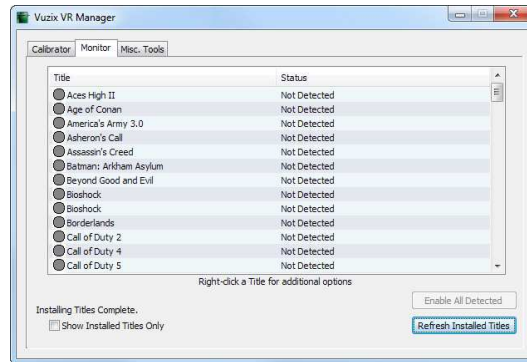 Vuzix VR Manager
Calibrator Monitor Misc. Tools
Title Status
Aces High II Not Detected
Age of Conan Not Detected
America's Army 3.0 Not Detected
Asheron's Call Not Detected
Assassin's Creed Not Detected
Batman: Arkham Asylum Not Detected
Beyond Good and Evil Not Detected
Bioshock Not Detected
Bioshock Not Detected
Borderlands Not Detected
Call of Duty 2 Not Detected
Call of Duty 4 Not Detected
Call of Duty 5 Not Detected
Right-click a Title for additional options
Enable All Detected
Installing Titles Complete.
Show Installed Titles Only Refresh Installed Titles